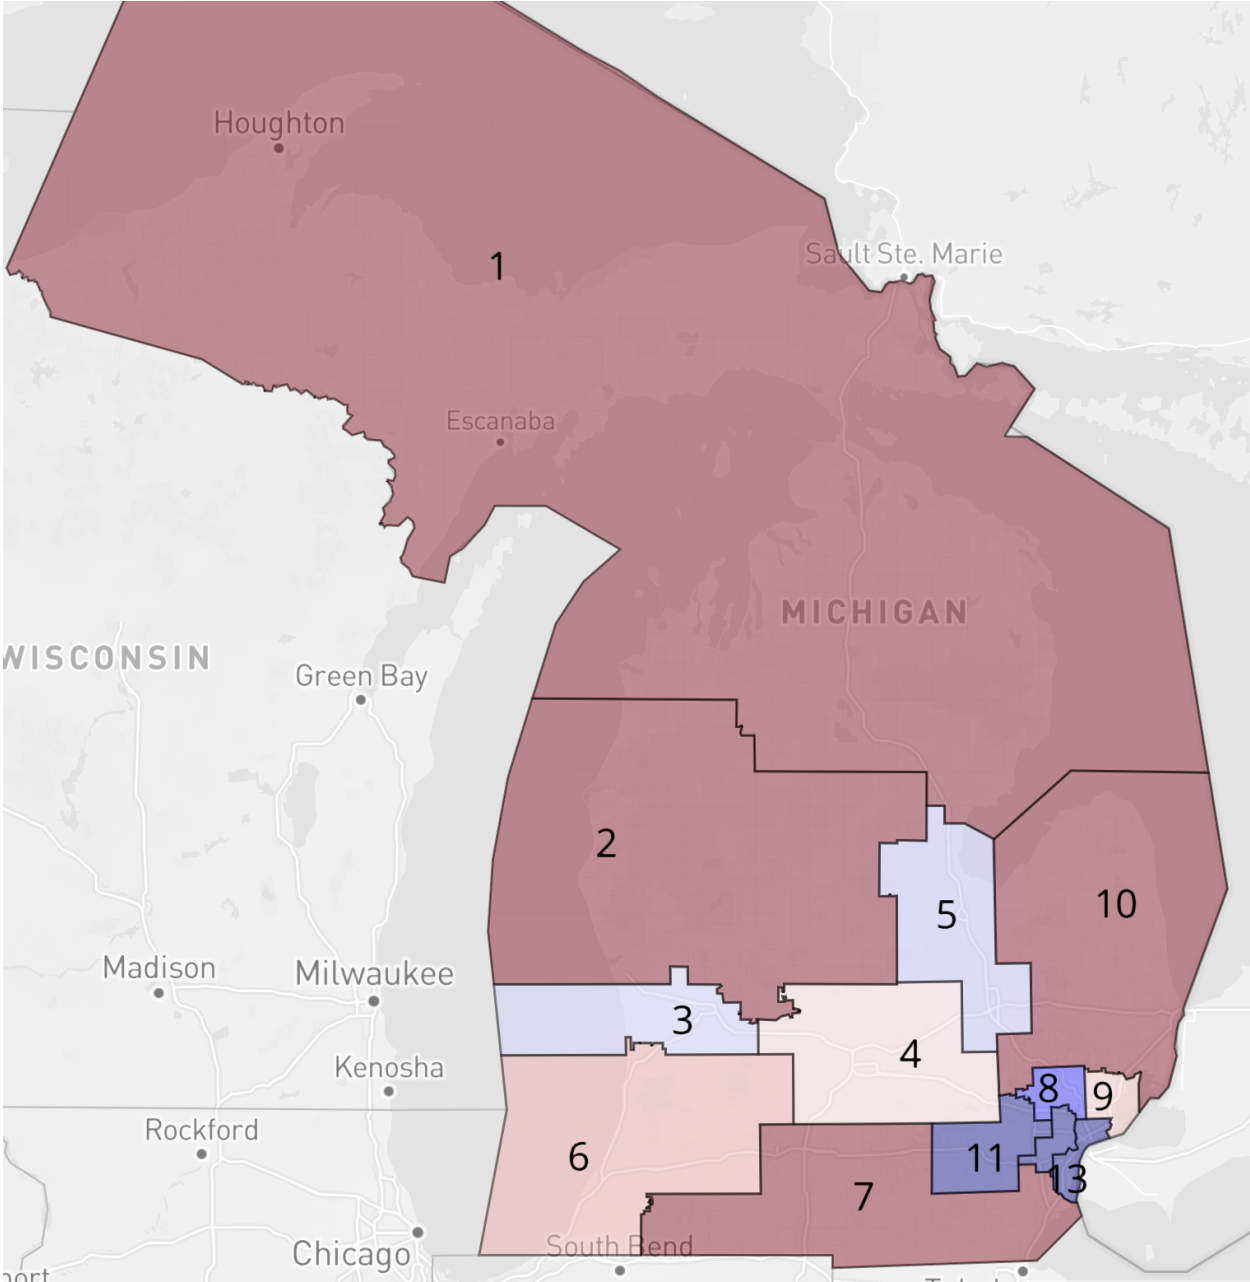 Houghton
1
Sault Ste. Marie
Escanaba
MICHIGAN
WISCONSIN
Green Bay
2
5
10
Madison
Milwaukee
3
4
Kenosha
8
9
Rockford
6
11
13
7
Chicago
South Bend